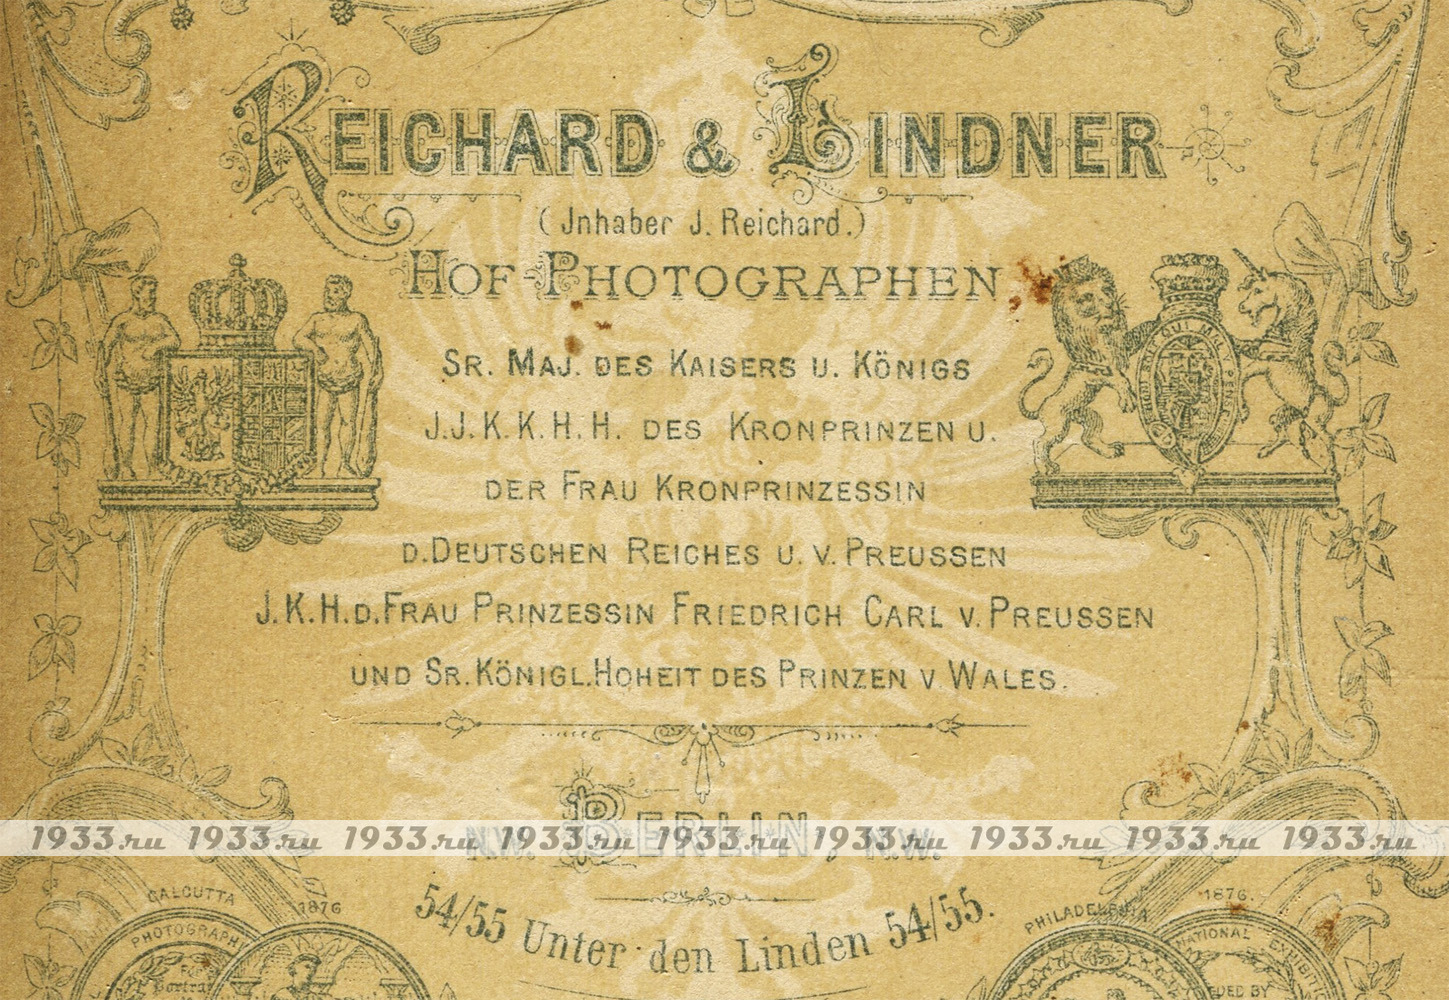 REICHARD & LINDNER
(Jnhaber J. Reichard.)
HOF-PHOTOGRAPHEN
SR. MAJ. DES KAISERS U. KÖNIGS
J.J.K.K.H.H. DES KRONPRINZEN U.
DER FRAU KRONPRINZESSIN
D.DEUTSCHEN REICHES U.V.PREUSSEN
J.K.H.D.FRAU PRINZESSIN FRIEDRICH CARL V.PREUSSEN
UND SR.KÖNIGL.HOHEIT DES PRINZEN V.WALES.
N.W. BERLIN, N.W.
1933.ru 1933.ru 1933.ru 1933.ru 1933.ru 1933.ru 1933.ru 1933.ru 1933.ru
54/55 Unter den Linden 54/55.
CALCUTTA 1876
PHOTOGRAPHI
PHILADELPHIA 1876.
NATIONAL EXHIBITI